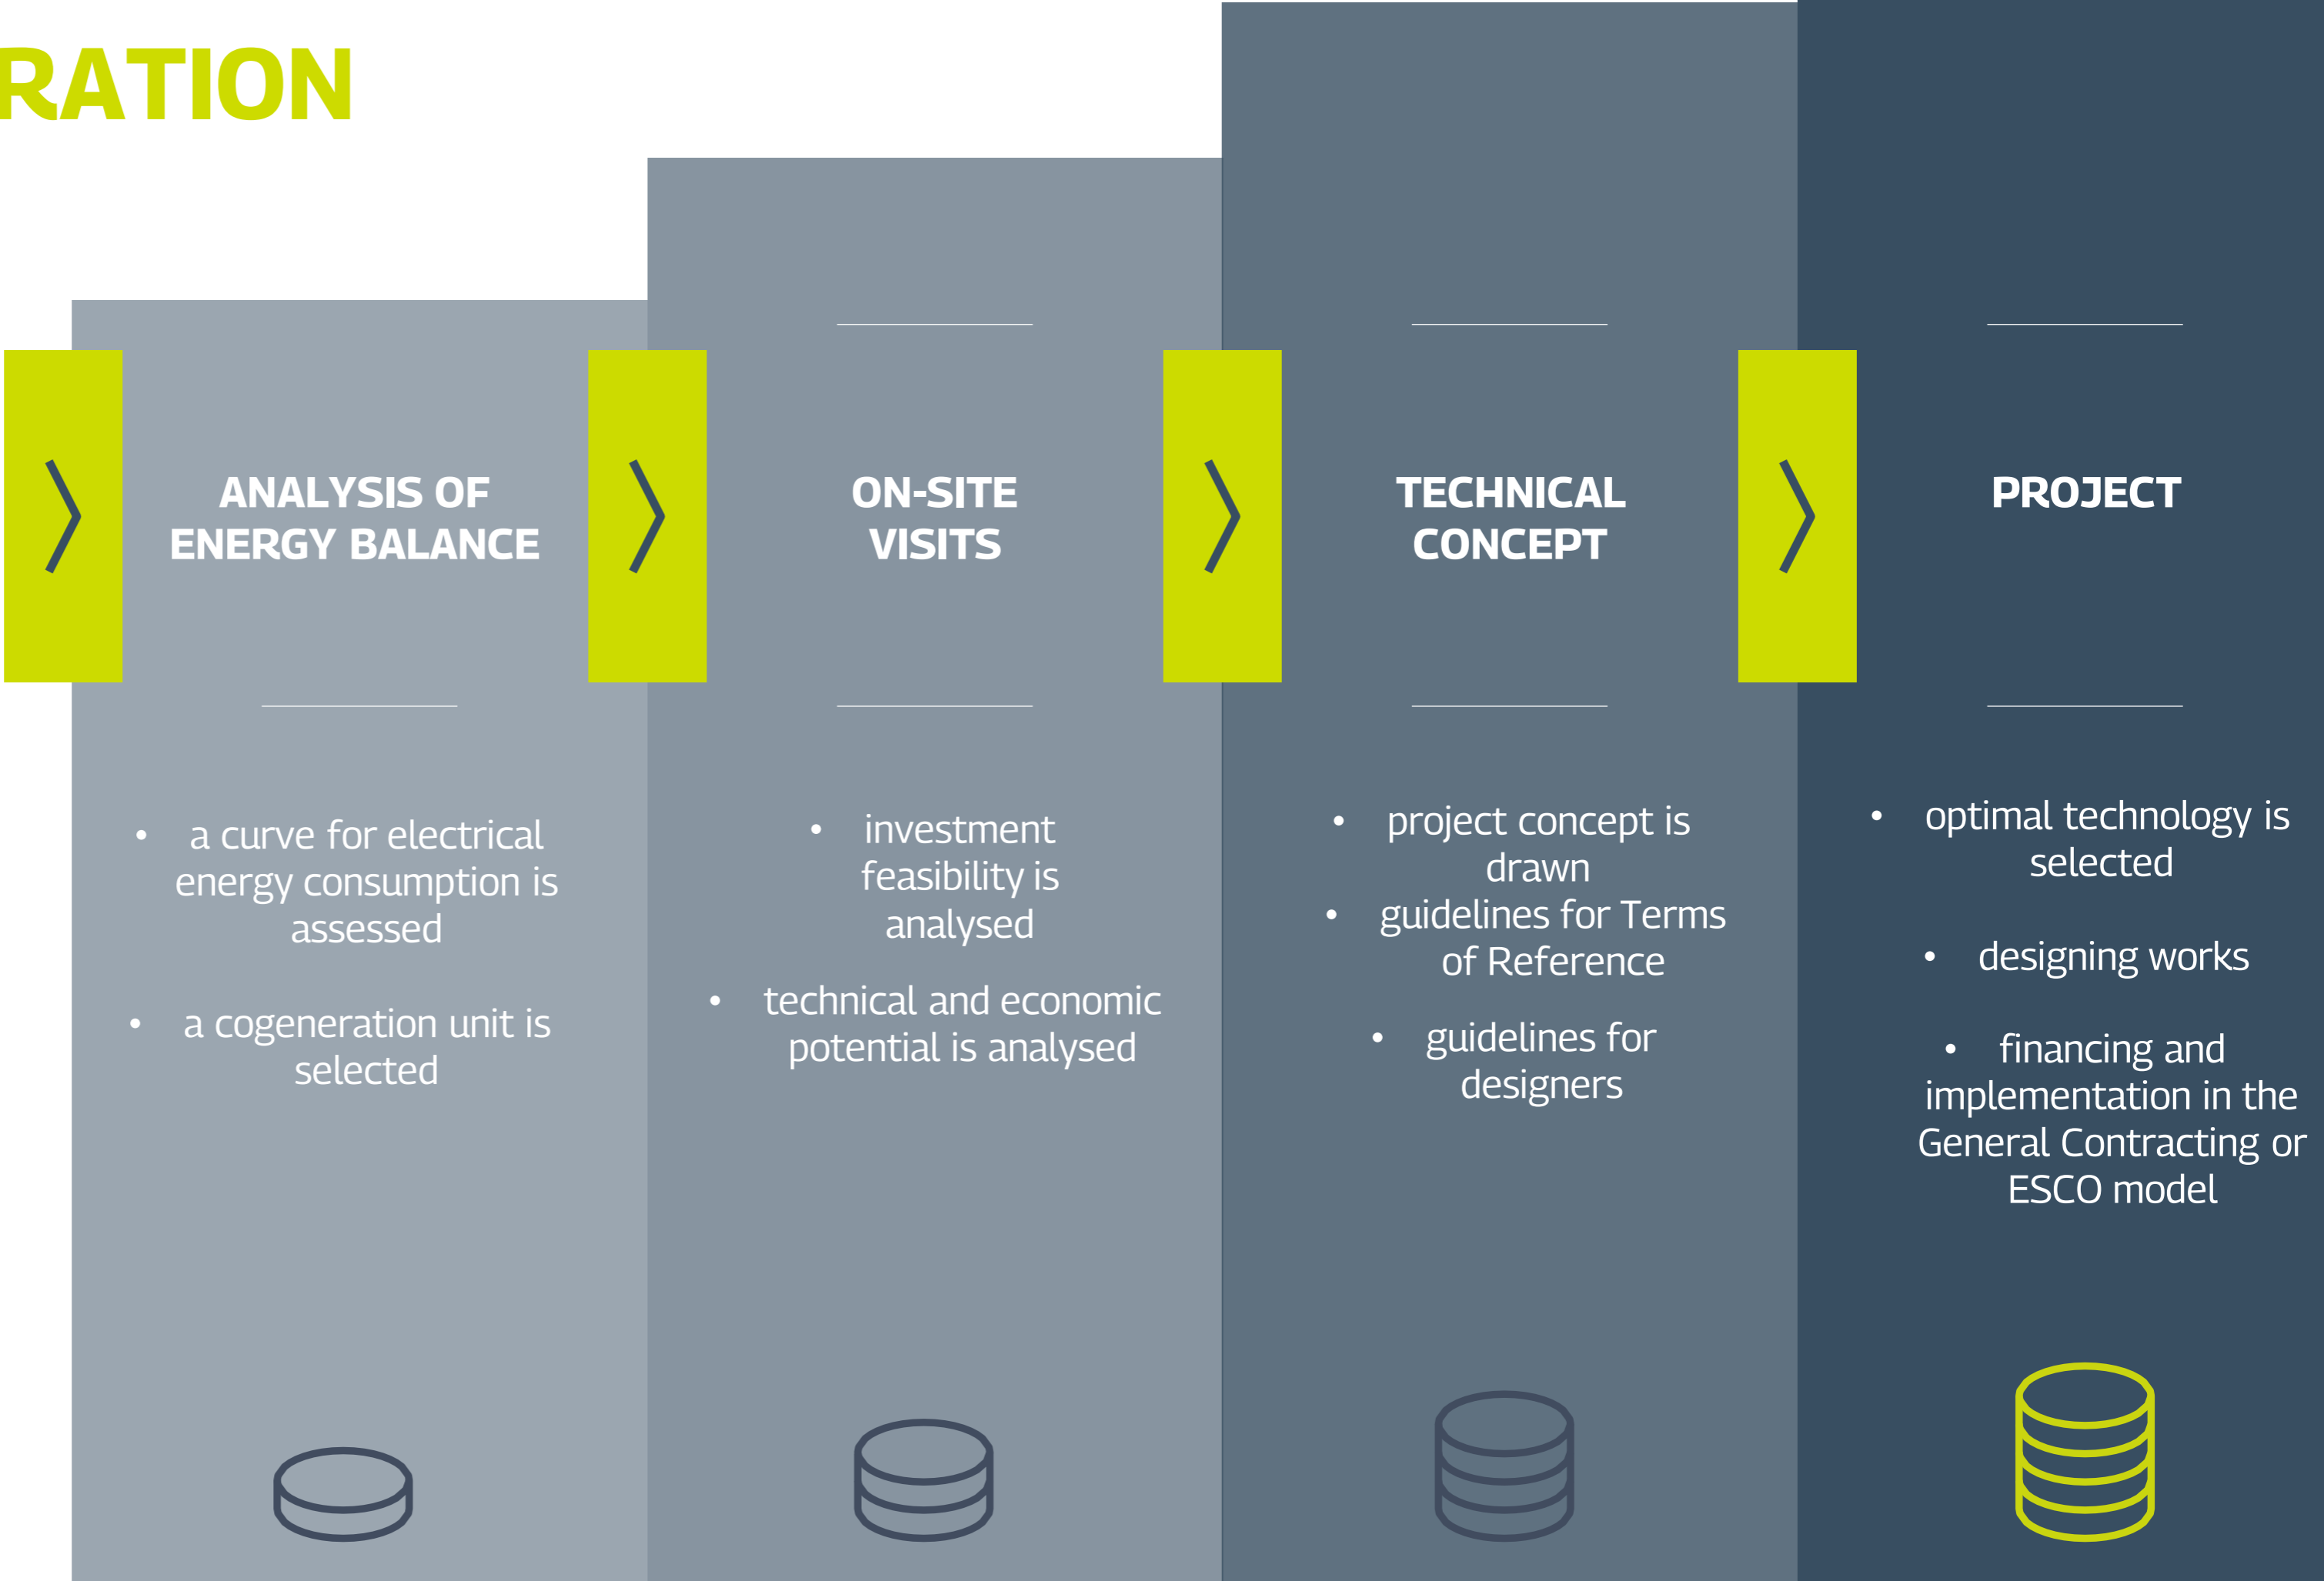 RATION
ANALYSIS OF
ENERGY BALANCE
• a curve for electrical
energy consumption is
assessed
• a cogeneration unit is
selected
ON-SITE
VISITS
• investment
feasibility is
analysed
• technical and economic
potential is analysed
TECHNICAL
CONCEPT
• project concept is
drawn
• guidelines for Terms
of Reference
• guidelines for
designers
PROJECT
• optimal technology is
selected
• designing works
• financing and
implementation in the
General Contracting or
ESCO model